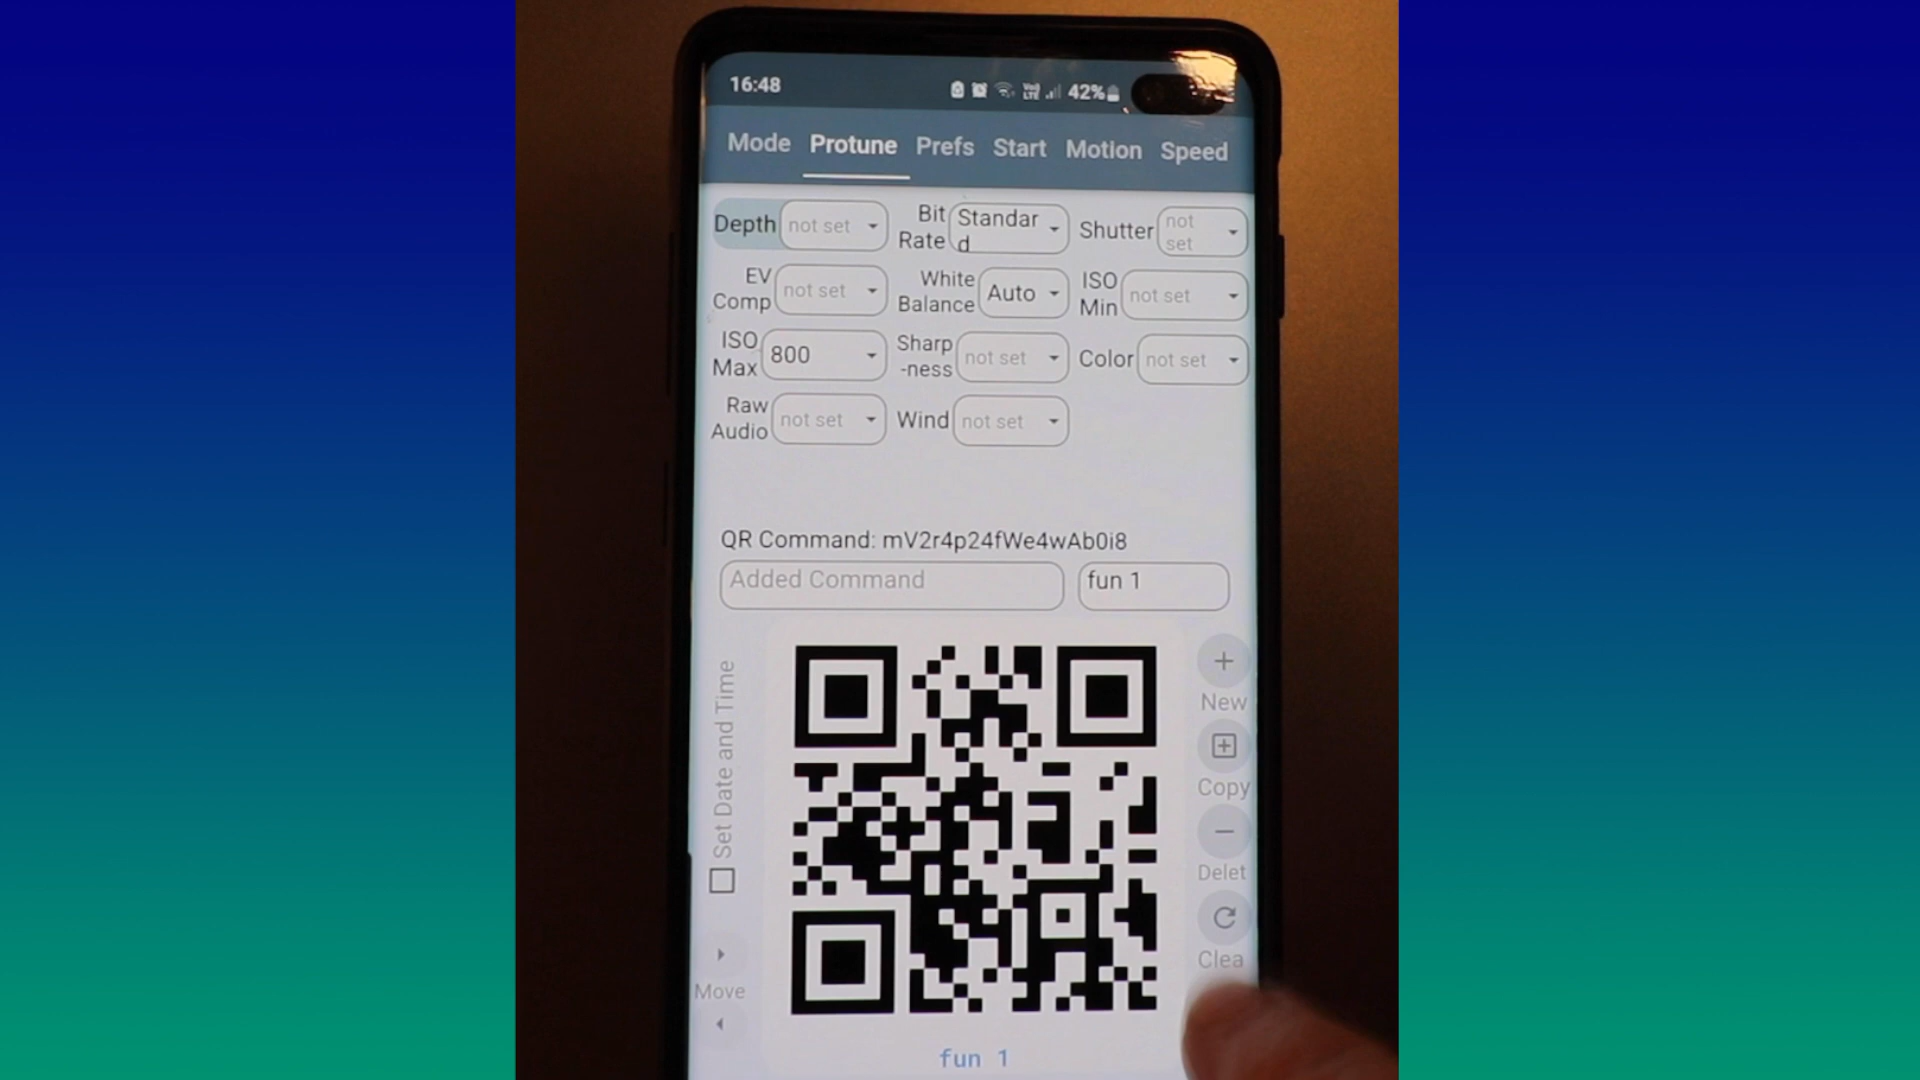 16:48 Vo)) LTE 42%
Mode Protune Prefs Start Motion Speed
Depth not set Bit Rate Standar d Shutter not set
EV Comp not set White Balance Auto ISO Min not set
ISO Max 800 Sharp -ness not set Color not set
Raw Audio not set Wind not set
QR Command: mV2r4p24fWe4wAb0i8
Added Command fun 1
Set Date and Time
New
Copy
Delet
Clea
Move
fun 1